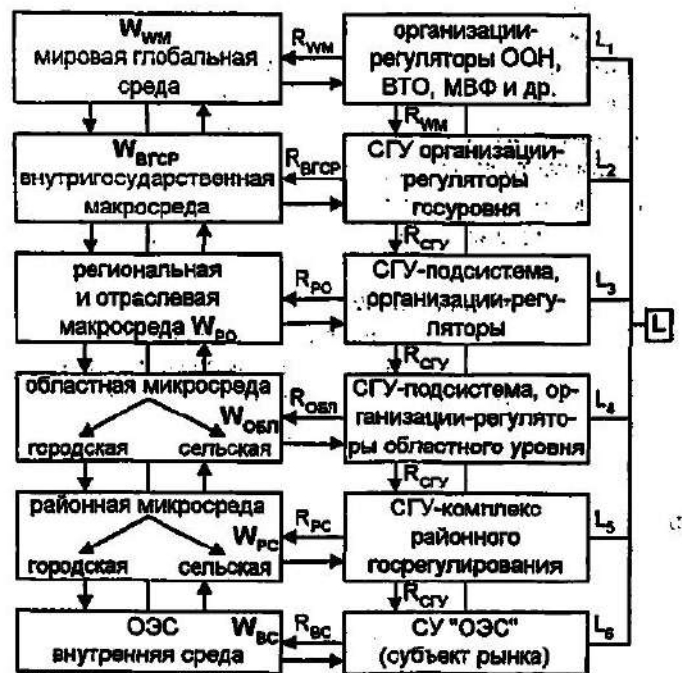 W_WM
мировая глобальная
среда
R_WM
организации-
регуляторы ООН,
ВТО, МВФ и др.
L_1
R_WM
W_ВГСР
внутригосударственная
макросреда
R_ВГСР
СГУ организации-
регуляторы
госуровня
L_2
R_СГУ
региональная
и отраслевая
макросреда W_РО
R_РО
СГУ-подсистема,
организации-регу-
ляторы
L_3
L
R_СГУ
областная микросреда
W_ОБЛ
городская сельская
R_ОБЛ
СГУ-подсистема, ор-
ганизации-регулято-
ры областного уровня
L_4
R_СГУ
районная микросреда
W_РС
городская сельская
R_РС
СГУ-комплекс
районного
госрегулирования
L_5
R_СГУ
ОЭС W_ВС
внутренняя среда
R_ВС
СУ "ОЭС"
(субъект рынка)
L_6